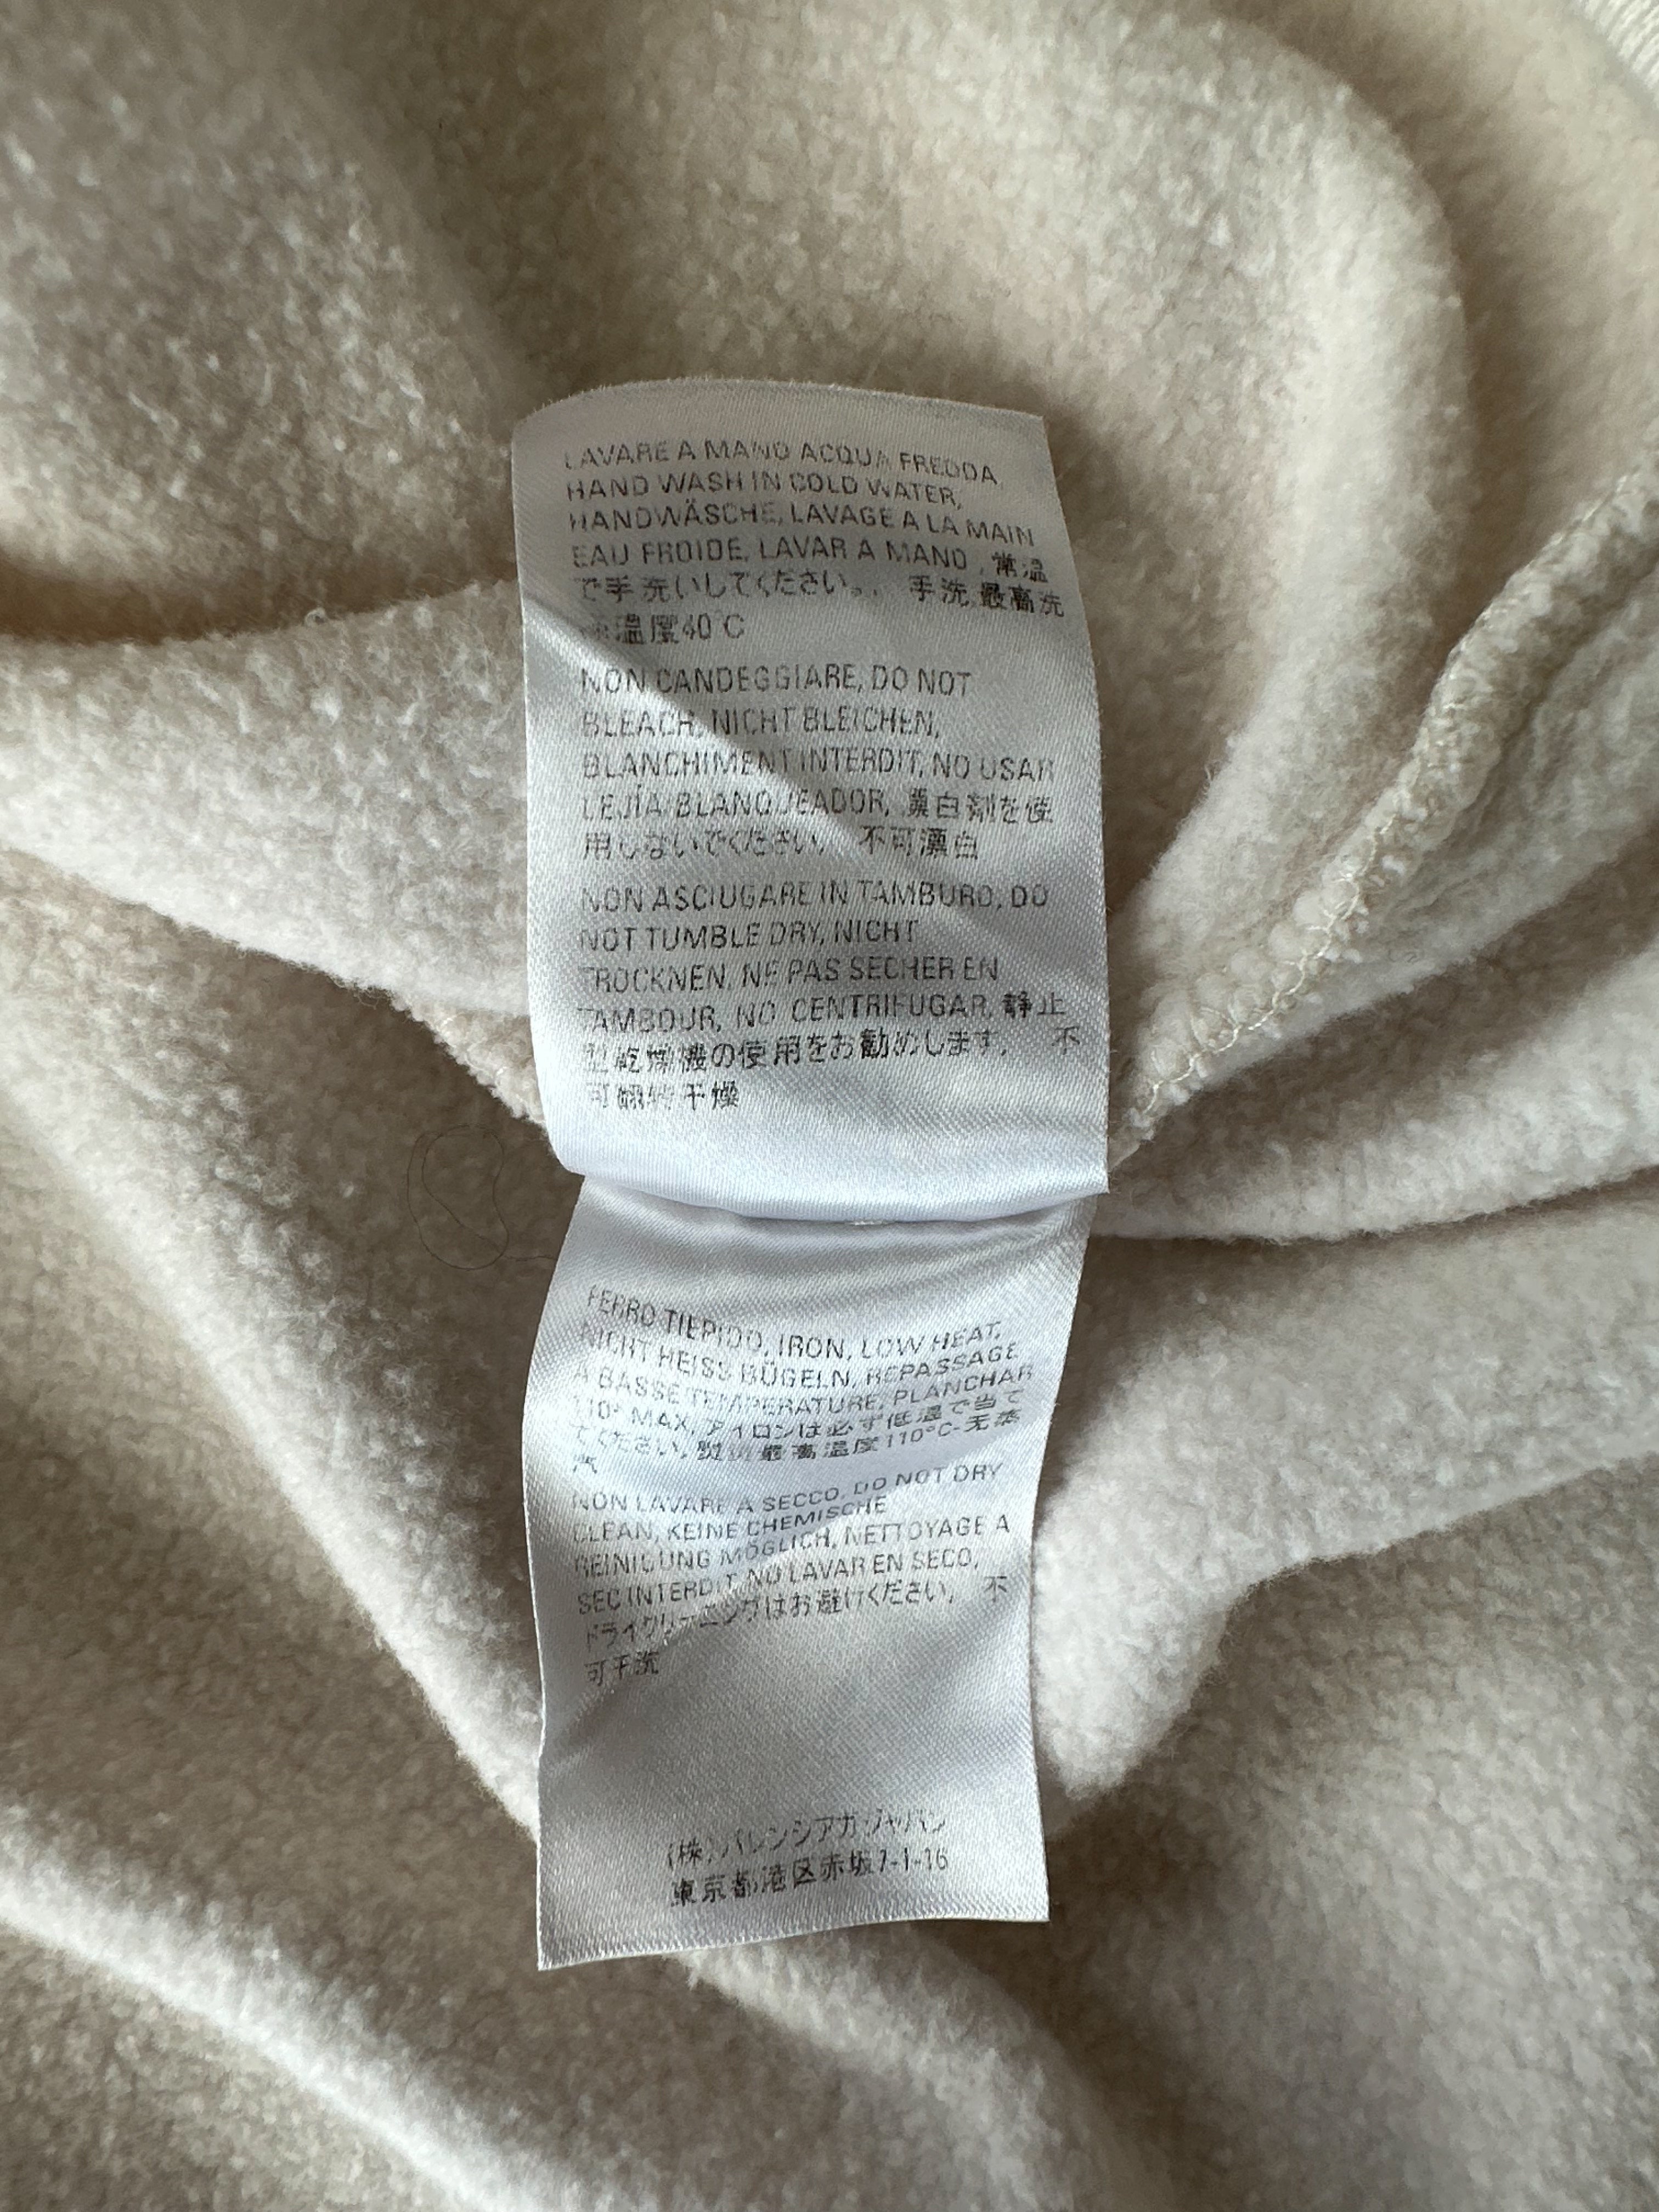 LAVARE A MANO ACQUA FREDDA
HAND WASH IN COLD WATER,
HANDWÄSCHE, LAVAGE A LA MAIN
EAU FROIDE, LAVAR A MANO , 常温
で手洗いしてください。. 手洗,最高洗
温度40°C
NON CANDEGGIARE, DO NOT
BLEACH, NICHT BLEICHEN,
BLANCHIMENT INTERDIT, NO USAR
LEJÍA/BLANQUEADOR, 漂白剤を使
用しないでください。 不可漂白
NON ASCIUGARE IN TAMBURO, DO
NOT TUMBLE DRY, NICHT
TROCKNEN, NE PAS SECHER EN
TAMBOUR, NO CENTRIFUGAR, 静止
型乾燥機の使用をお勧めします。 不
可翻转干燥
FERRO TIEPIDO, IRON, LOW HEAT,
NICHT HEISS BÜGELN, REPASSAGE
A BASSE TEMPERATURE, PLANCHAR
110° MAX, アイロンは必ず低温で当て
てください, 熨斗最高温度110°C-无蒸
汽
NON LAVARE A SECCO, DO NOT DRY
CLEAN, KEINE CHEMISCHE
REINIGUNG MÖGLICH, NETTOYAGE A
SEC INTERDIT, NO LAVAR EN SECO,
ドライクリーニングはお避けください。 不
可干洗
(株)バレンシアガ・ジャパン
東京都港区赤坂7-1-16